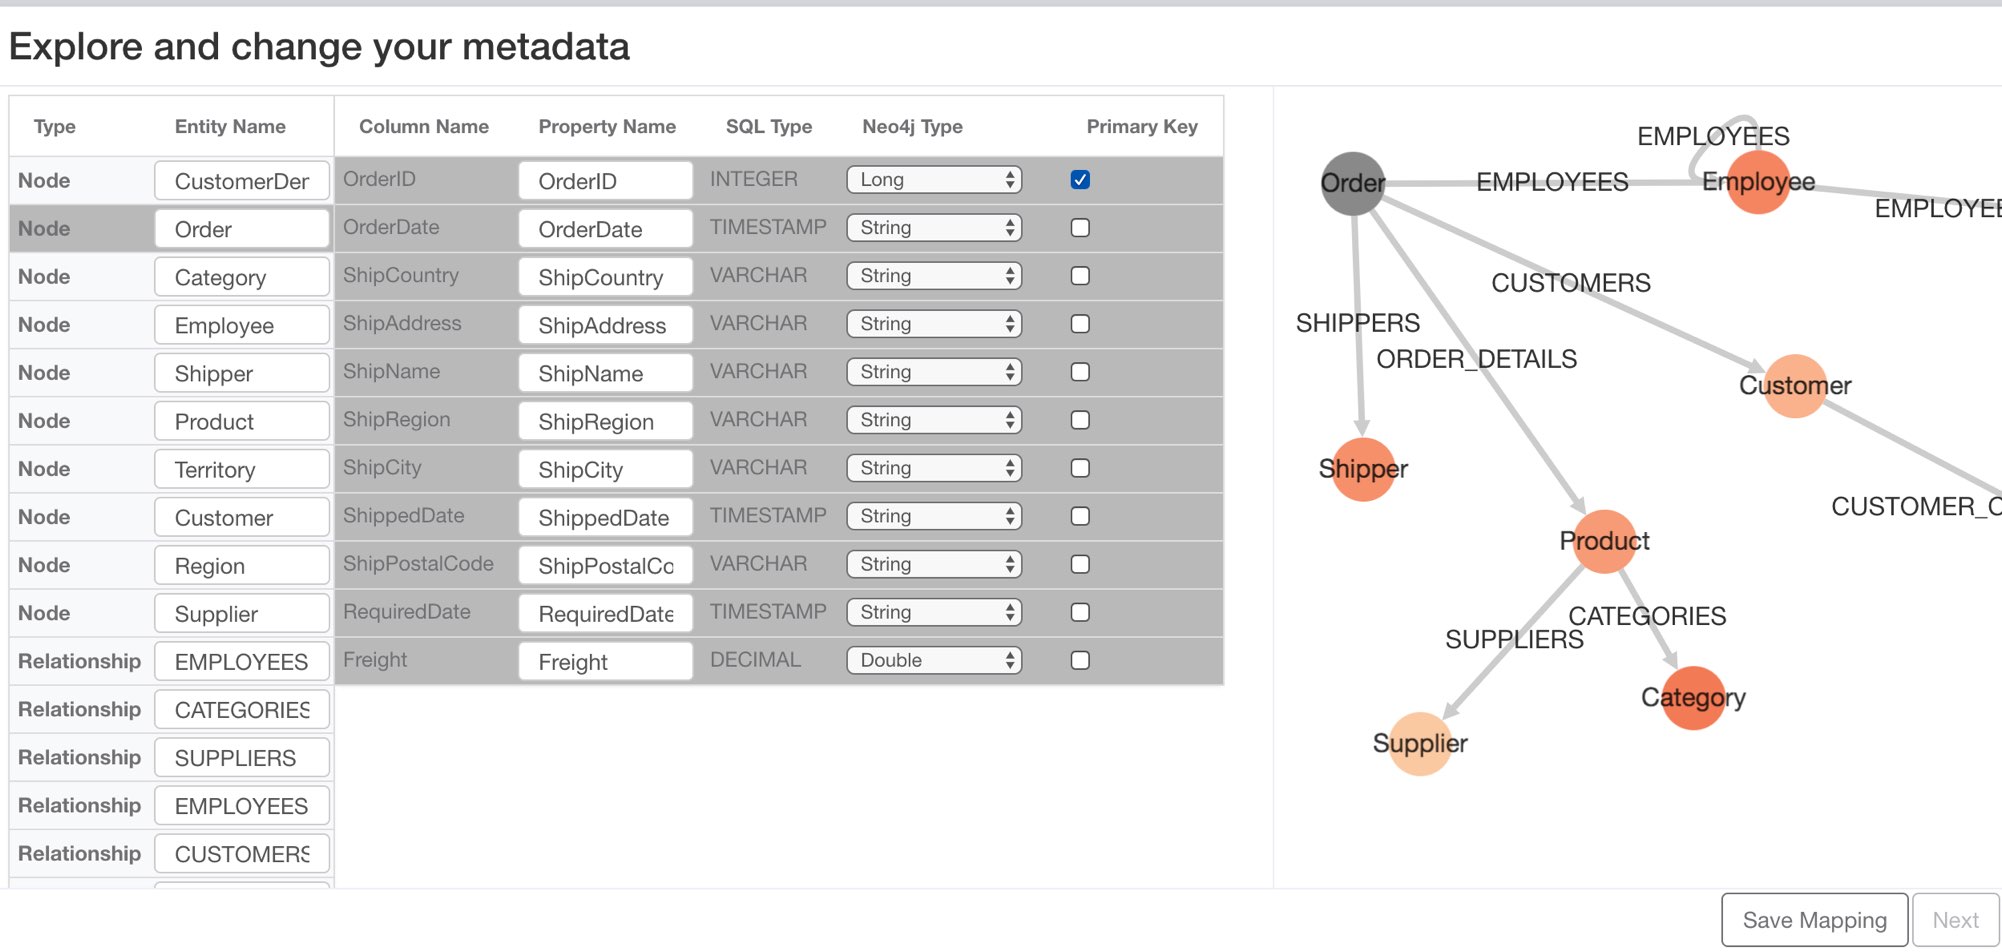 Explore and change your metadata
Type Entity Name Column Name Property Name SQL Type Neo4j Type Primary Key
Node CustomerDer OrderID OrderID INTEGER Long
Node Order OrderDate OrderDate TIMESTAMP String
Node Category ShipCountry ShipCountry VARCHAR String
Node Employee ShipAddress ShipAddress VARCHAR String
Node Shipper ShipName ShipName VARCHAR String
Node Product ShipRegion ShipRegion VARCHAR String
Node Territory ShipCity ShipCity VARCHAR String
Node Customer ShippedDate ShippedDate TIMESTAMP String
Node Region ShipPostalCode ShipPostalCo VARCHAR String
Node Supplier RequiredDate RequiredDate TIMESTAMP String
Relationship EMPLOYEES Freight Freight DECIMAL Double
Relationship CATEGORIES
Relationship SUPPLIERS
Relationship EMPLOYEES
Relationship CUSTOMERS
EMPLOYEES
Order EMPLOYEES Employee
EMPLOYEE
CUSTOMERS
SHIPPERS
ORDER_DETAILS
Customer
Shipper
CUSTOMER_C
Product
CATEGORIES
SUPPLIERS
Category
Supplier
Save Mapping Next